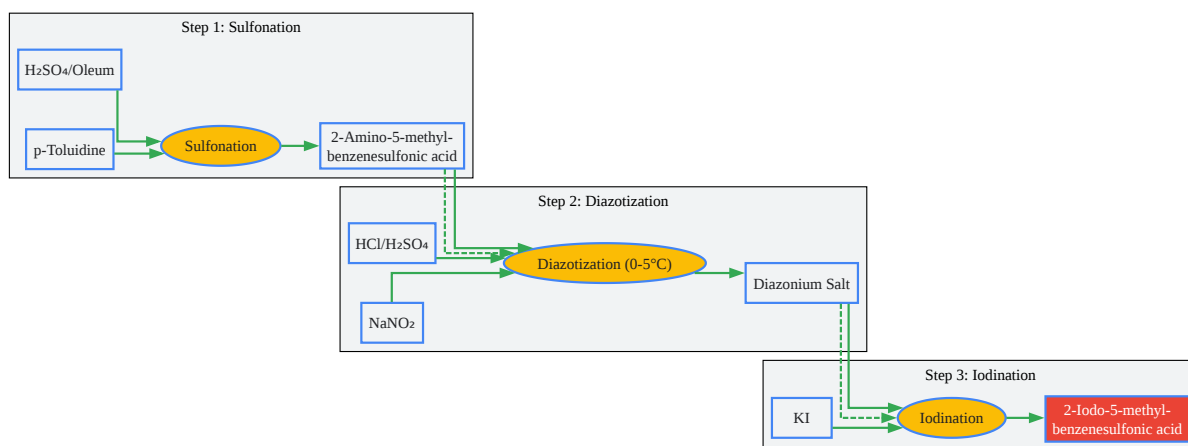 Step 1: Sulfonation
H₂SO₄/Oleum
p-Toluidine
Sulfonation
2-Amino-5-methyl-
benzenesulfonic acid
Step 2: Diazotization
HCl/H₂SO₄
Diazotization (0-5°C)
NaNO₂
Diazonium Salt
Step 3: Iodination
KI
Iodination
2-Iodo-5-methyl-
benzenesulfonic acid